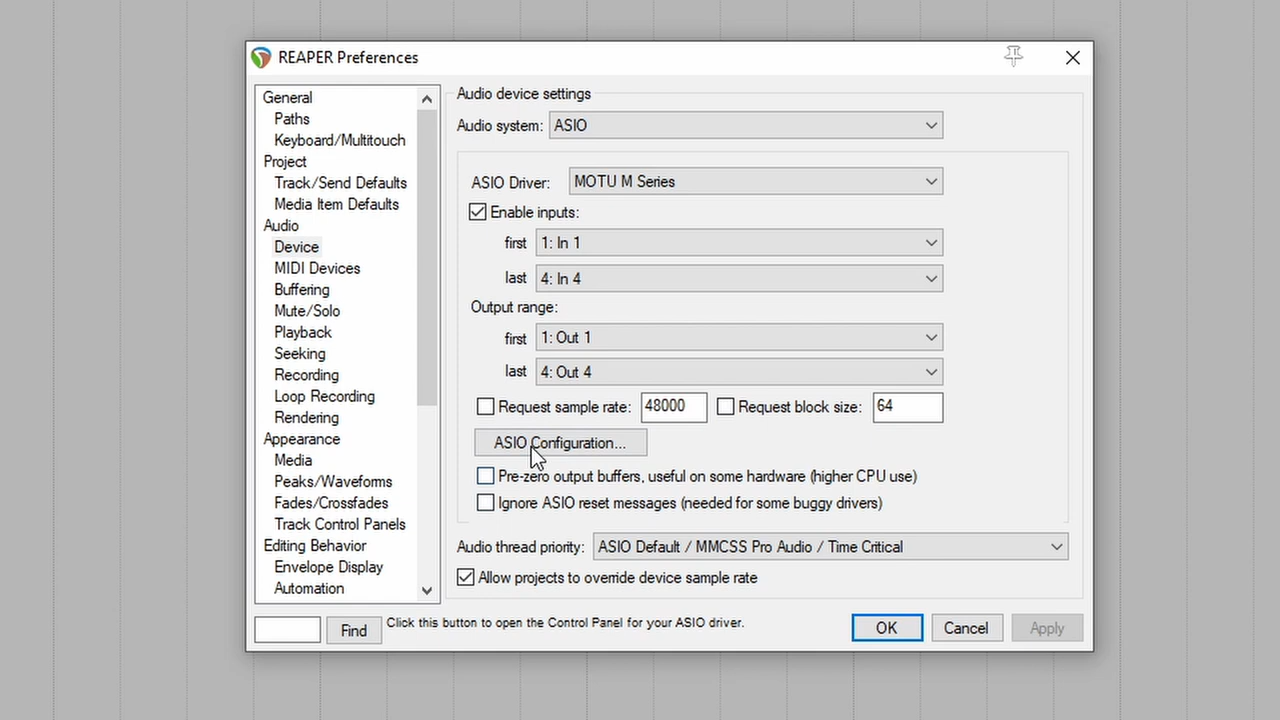 REAPER Preferences
General
Paths
Keyboard/Multitouch
Project
Track/Send Defaults
Media Item Defaults
Audio
Device
MIDI Devices
Buffering
Mute/Solo
Playback
Seeking
Recording
Loop Recording
Rendering
Appearance
Media
Peaks/Waveforms
Fades/Crossfades
Track Control Panels
Editing Behavior
Envelope Display
Automation
Find
Audio device settings
Audio system: ASIO
ASIO Driver: MOTU M Series
Enable inputs:
first 1: In 1
last 4: In 4
Output range:
first 1: Out 1
last 4: Out 4
Request sample rate: 48000 Request block size: 64
ASIO Configuration...
Pre-zero output buffers, useful on some hardware (higher CPU use)
Ignore ASIO reset messages (needed for some buggy drivers)
Audio thread priority: ASIO Default / MMCSS Pro Audio / Time Critical
Allow projects to override device sample rate
Click this button to open the Control Panel for your ASIO driver.
OK Cancel Apply